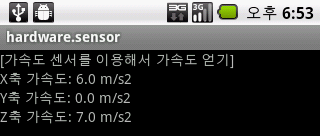 3G 3G 오후 6:53
hardware.sensor
[가속도 센서를 이용해서 가속도 얻기]
X축 가속도: 6.0 m/s2
Y축 가속도: 0.0 m/s2
Z축 가속도: 7.0 m/s2